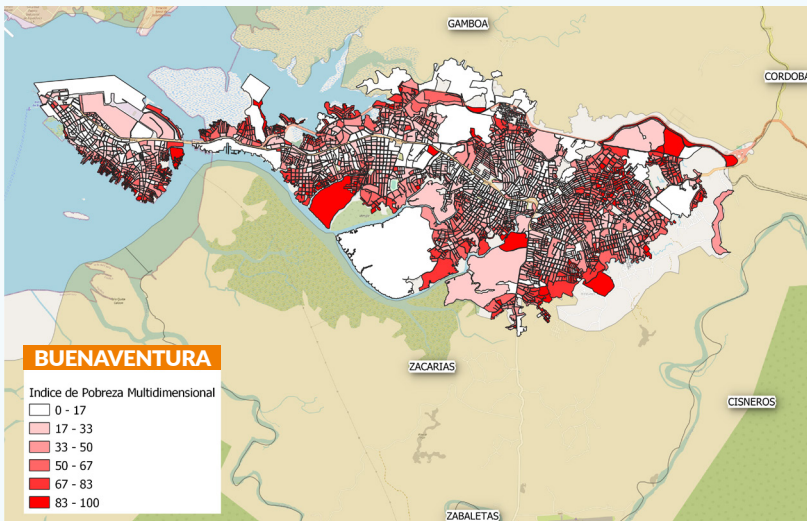 GAMBOA
CORDOBA
ZACARIAS
CISNEROS
ZABALETAS
BUENAVENTURA
Indice de Pobreza Multidimensional
0 - 17
17 - 33
33 - 50
50 - 67
67 - 83
83 - 100